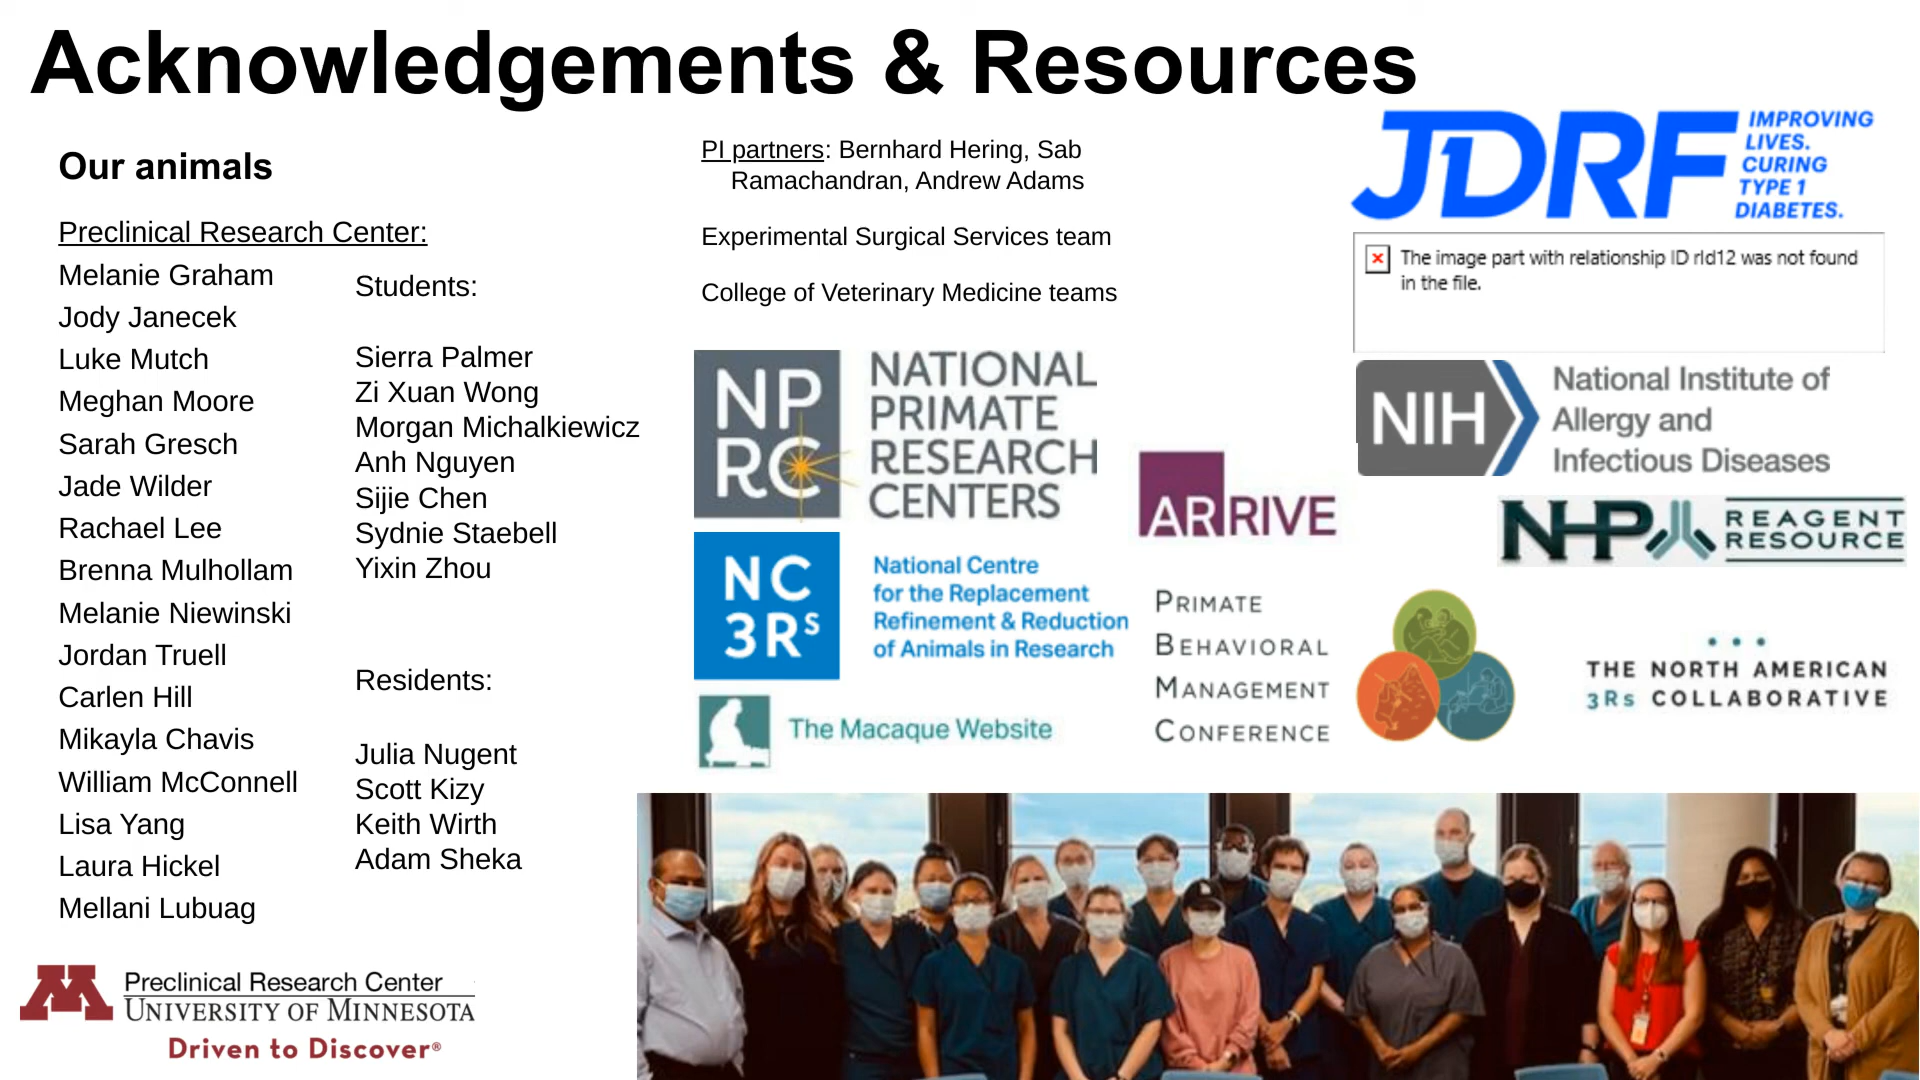 Acknowledgements & Resources
Our animals
Preclinical Research Center:
Melanie Graham
Jody Janecek
Luke Mutch
Meghan Moore
Sarah Gresch
Jade Wilder
Rachael Lee
Brenna Mulhollam
Melanie Niewinski
Jordan Truell
Carlen Hill
Mikayla Chavis
William McConnell
Lisa Yang
Laura Hickel
Mellani Lubuag
Students:
Sierra Palmer
Zi Xuan Wong
Morgan Michalkiewicz
Anh Nguyen
Sijie Chen
Sydnie Staebell
Yixin Zhou
Residents:
Julia Nugent
Scott Kizy
Keith Wirth
Adam Sheka
PI partners: Bernhard Hering, Sab
Ramachandran, Andrew Adams
Experimental Surgical Services team
College of Veterinary Medicine teams
JDRF
IMPROVING
LIVES.
CURING
TYPE 1
DIABETES.
The image part with relationship ID rId12 was not found
in the file.
NP
RC
NATIONAL
PRIMATE
RESEARCH
CENTERS
ARRIVE
NIH
National Institute of
Allergy and
Infectious Diseases
NHP
REAGENT
RESOURCE
NC
3Rs
National Centre
for the Replacement
Refinement & Reduction
of Animals in Research
PRIMATE
BEHAVIORAL
MANAGEMENT
CONFERENCE
THE NORTH AMERICAN
3Rs COLLABORATIVE
The Macaque Website
M
Preclinical Research Center
UNIVERSITY OF MINNESOTA
Driven to Discover®